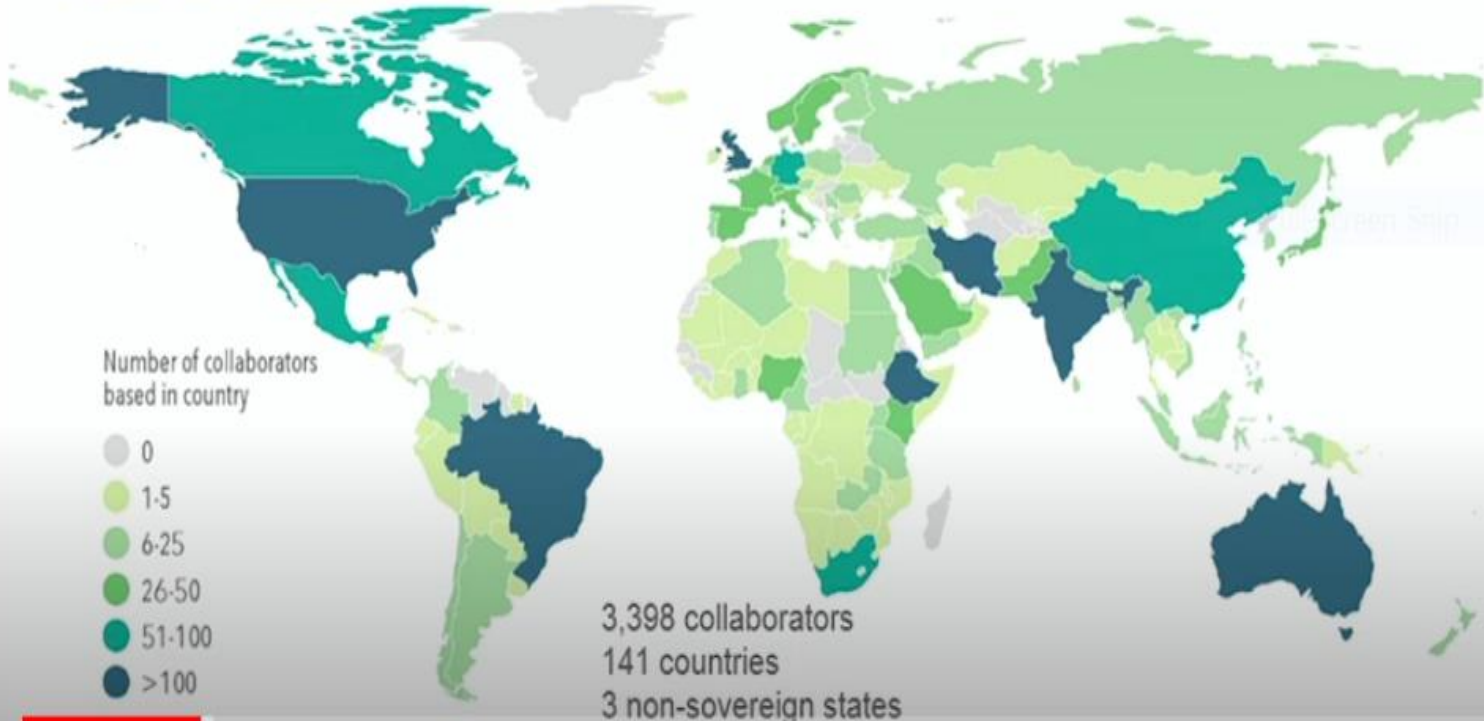 Number of collaborators
based in country
0
1-5
6-25
26-50
51-100
>100
3,398 collaborators
141 countries
3 non-sovereign states